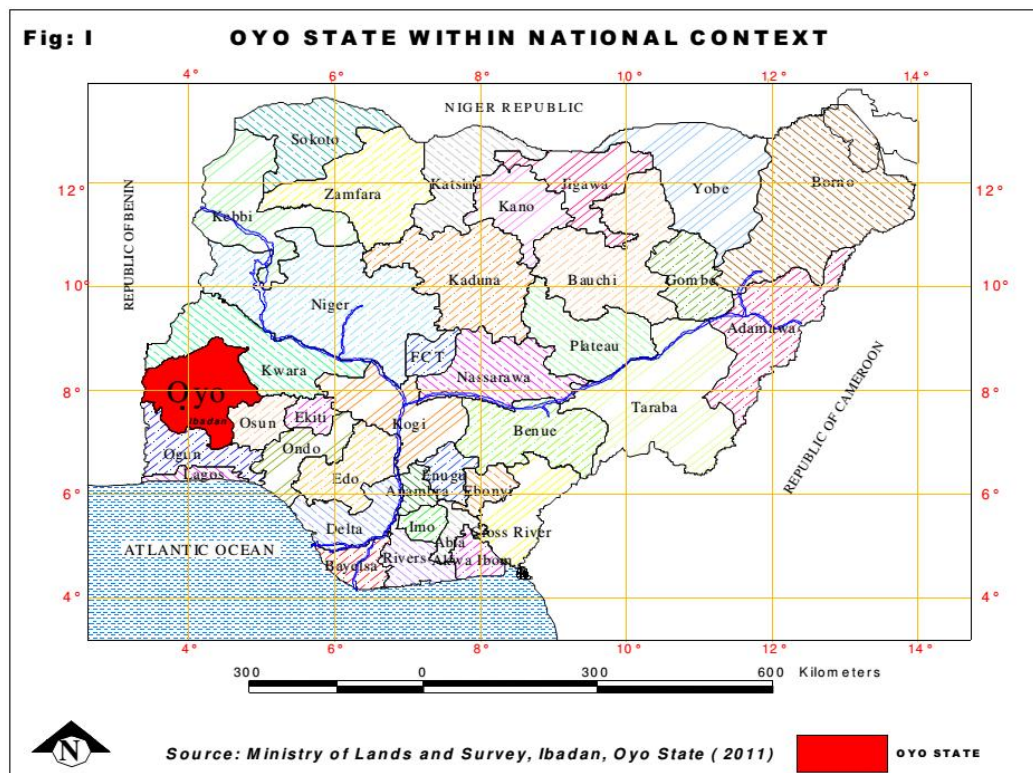 Fig: I OYO STATE WITHIN NATIONAL CONTEXT
4° 6° 8° 10° 12° 14°
NIGER REPUBLIC
Sokoto
Zamfara
Katsina
Jigawa
Yobe
Borno
12° 12°
Kano
Kebbi
REPUBLIC OF BENIN
Kaduna
Bauchi
Gombe
10° 10°
Niger
Adamawa
Plateau
FCT
Kwara
Nassarawa
8° 8°
Oyo
Taraba
Ibadan
Osun
Ekiti
Kogi
Benue
REPUBLIC OF CAMEROON
Ogun
Ondo
Lagos
Edo
Enugu
Anambra
Ebonyi
6° 6°
Delta
Imo
Cross River
ATLANTIC OCEAN
Abia
Bayelsa
Rivers
Akwa Ibom
4° 4°
4° 6° 8° 10° 12° 14°
300 0 300 600 Kilometers
N
Source: Ministry of Lands and Survey, Ibadan, Oyo State ( 2011)
OYO STATE